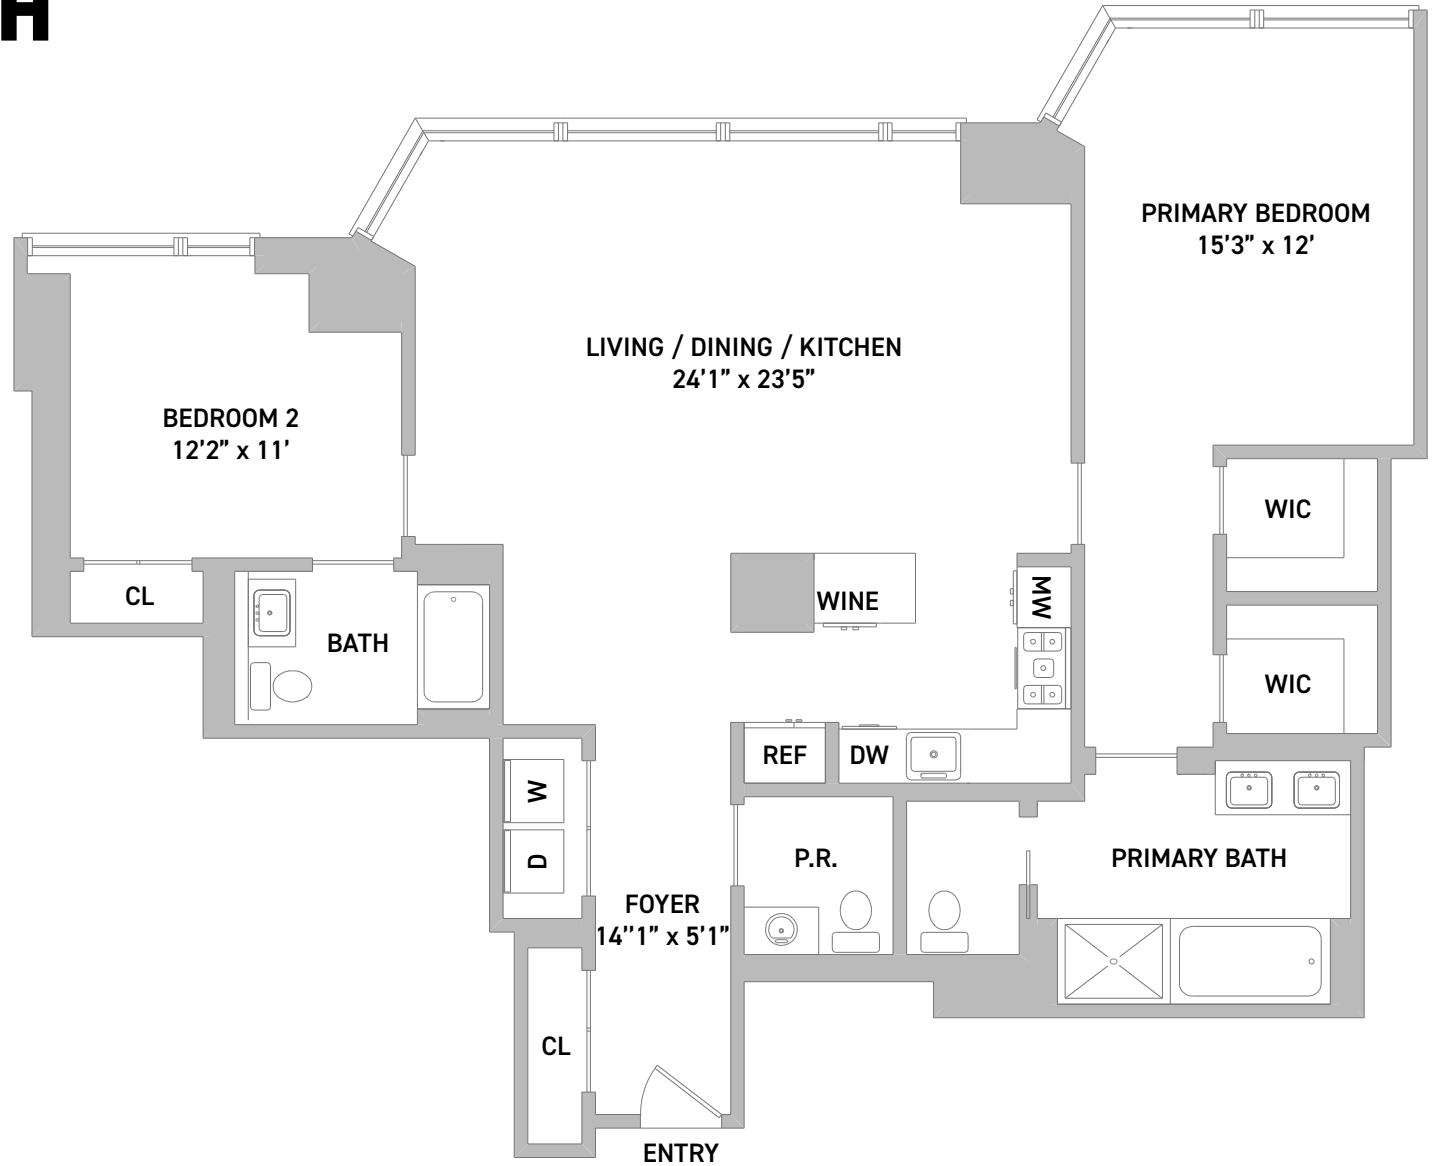 H
PRIMARY BEDROOM
15’3” x 12’
LIVING / DINING / KITCHEN
24’1” x 23’5”
BEDROOM 2
12’2” x 11’
WIC
CL
WINE
MW
BATH
WIC
REF
DW
W
D
P.R.
PRIMARY BATH
FOYER
14’’1” x 5’1”
CL
ENTRY